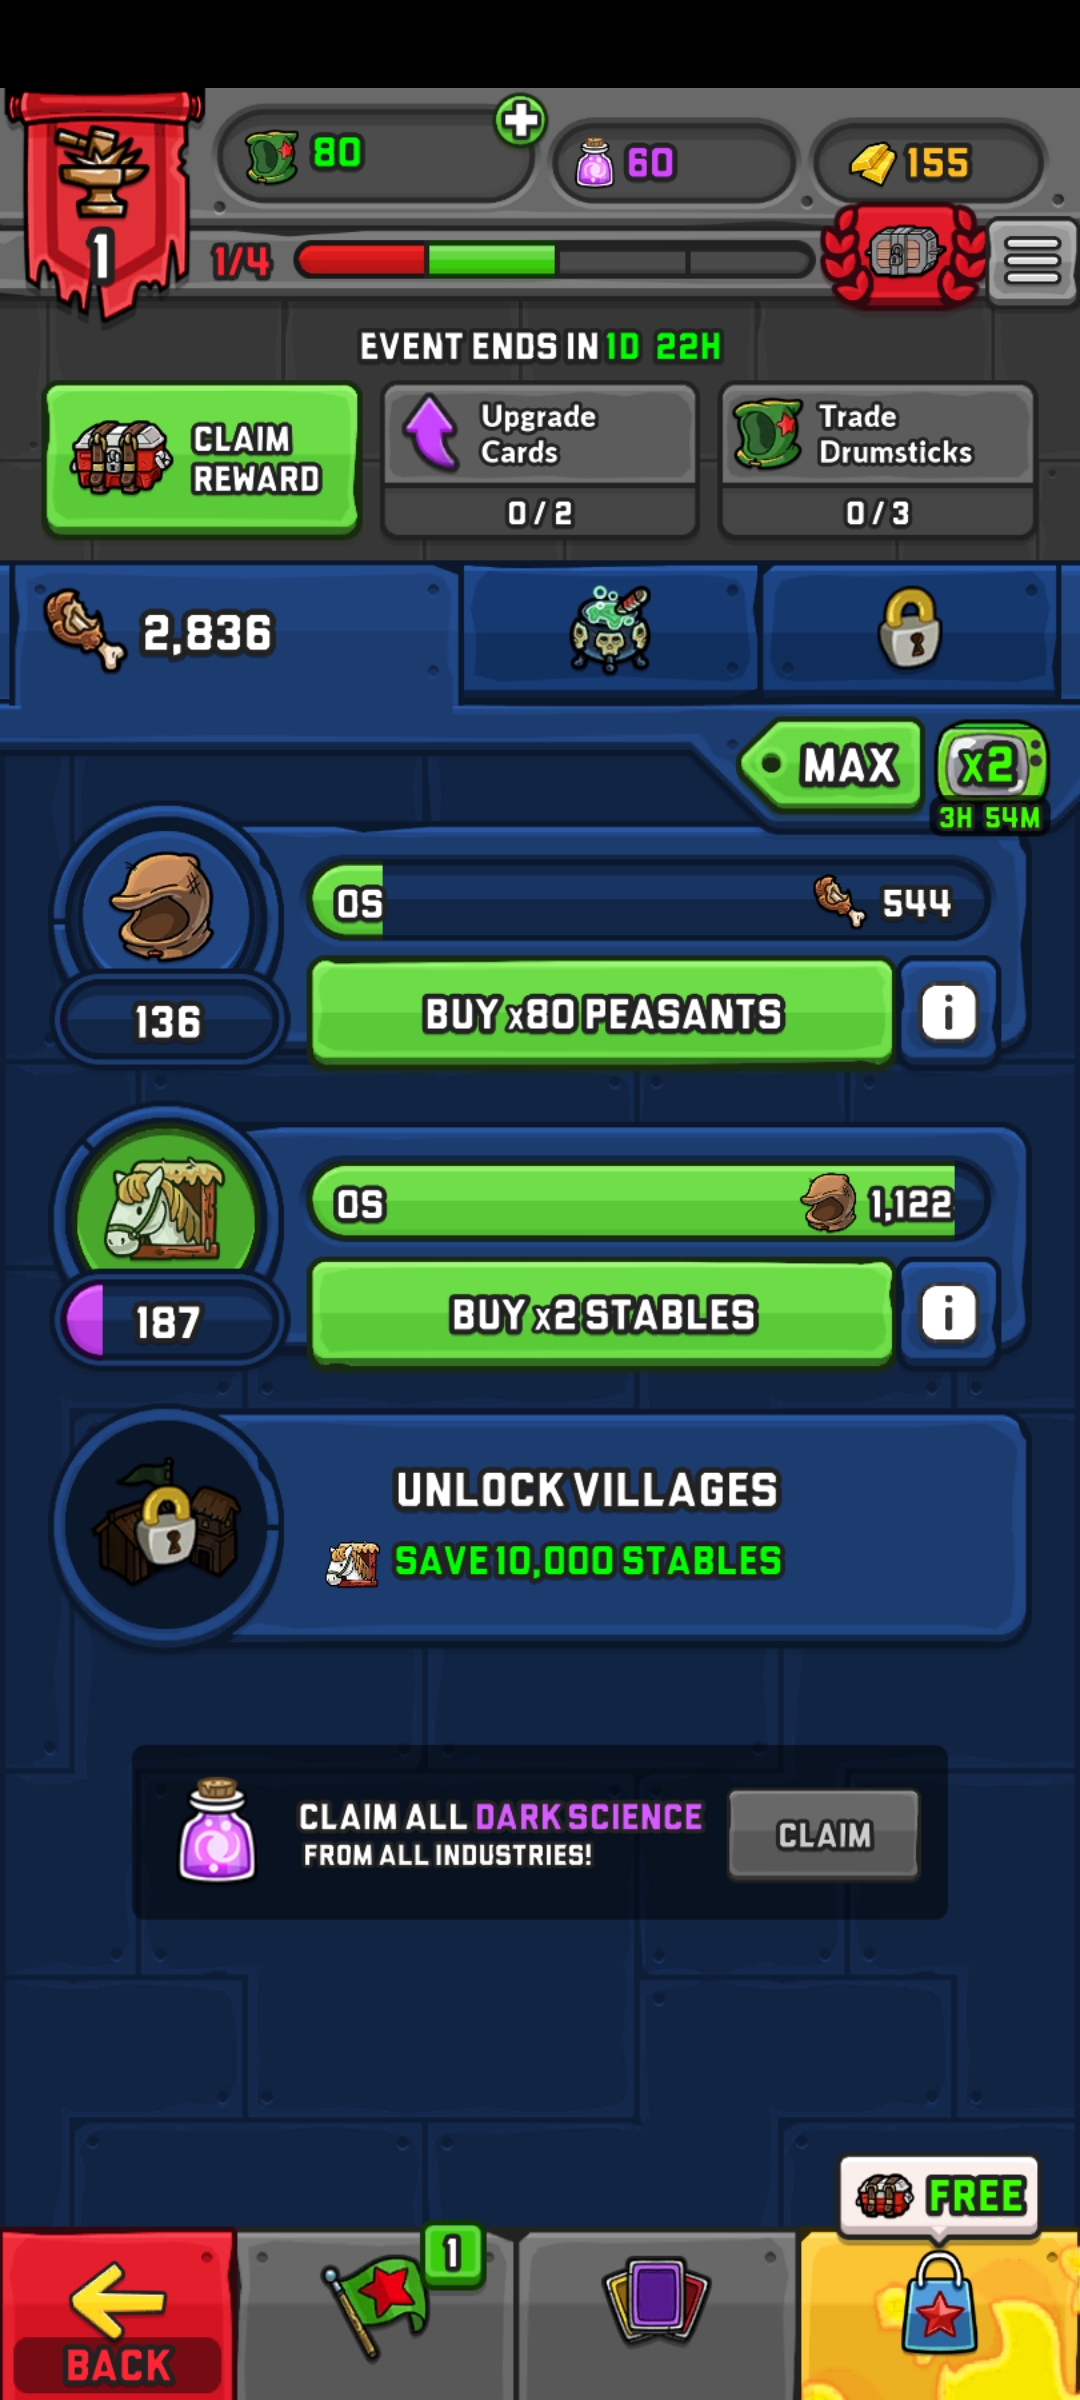 80
60
155
1
1/4
EVENT ENDS IN 1D 22H
CLAIM
REWARD
Upgrade
Cards
0/2
Trade
Drumsticks
0/3
2,836
MAX
x2
3H 54M
0S
544
136
BUY x80 PEASANTS
i
0S
1,122
187
BUY x2 STABLES
i
UNLOCK VILLAGES
SAVE 10,000 STABLES
CLAIM ALL DARK SCIENCE
FROM ALL INDUSTRIES!
CLAIM
FREE
1
BACK